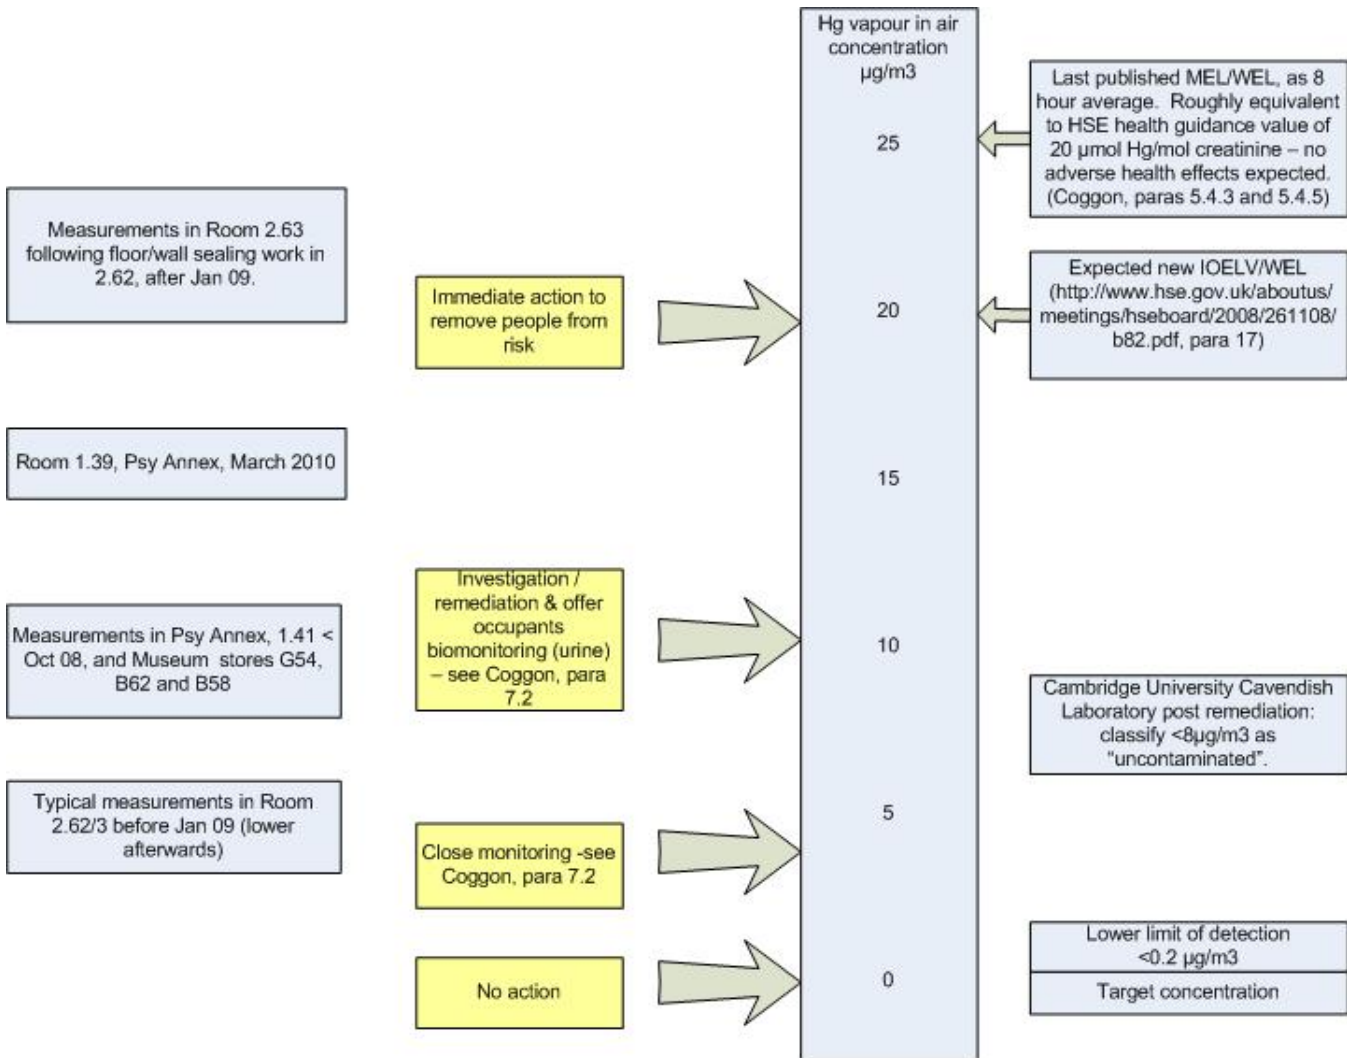 Measurements in Room 2.63
following floor/wall sealing work in
2.62, after Jan 09.
Room 1.39, Psy Annex, March 2010
Measurements in Psy Annex, 1.41 <
Oct 08, and Museum stores G54,
B62 and B58
Typical measurements in Room
2.62/3 before Jan 09 (lower
afterwards)
Immediate action to
remove people from
risk
Investigation /
remediation & offer
occupants
biomonitoring (urine)
– see Coggon, para
7.2
Close monitoring -see
Coggon, para 7.2
No action
Hg vapour in air
concentration
µg/m3
25
20
15
10
5
0
Last published MEL/WEL, as 8
hour average. Roughly equivalent
to HSE health guidance value of
20 µmol Hg/mol creatinine – no
adverse health effects expected.
(Coggon, paras 5.4.3 and 5.4.5)
Expected new IOELV/WEL
(http://www.hse.gov.uk/aboutus/
meetings/hseboard/2008/261108/
b82.pdf, para 17)
Cambridge University Cavendish
Laboratory post remediation:
classify <8µg/m3 as
“uncontaminated”.
Lower limit of detection
<0.2 µg/m3
Target concentration